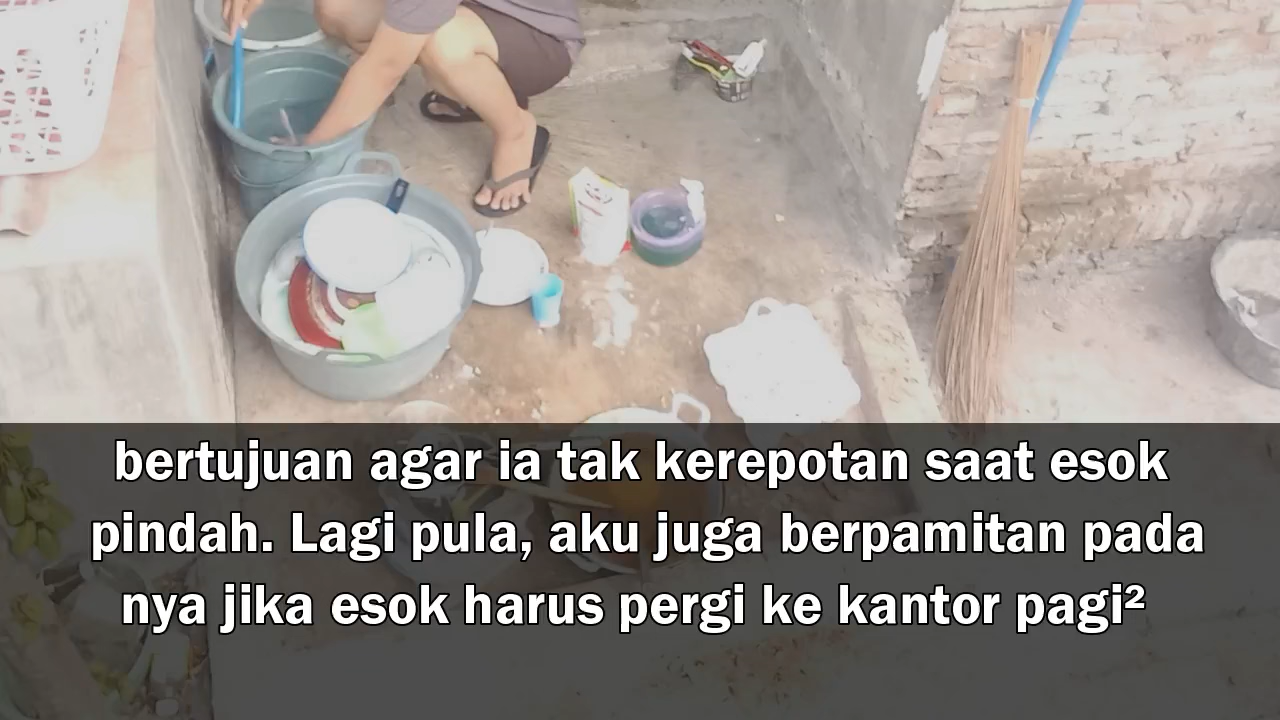 bertujuan agar ia tak kerepotan saat esok
pindah. Lagi pula, aku juga berpamitan pada
nya jika esok harus pergi ke kantor pagi²